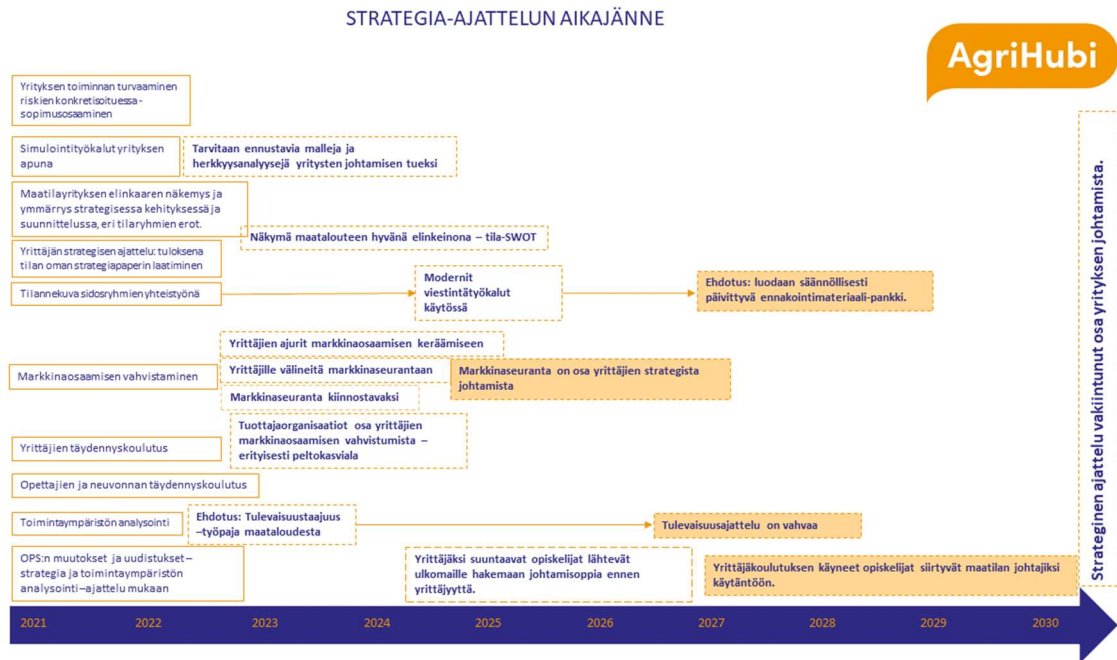 STRATEGIA-AJATTELUN AIKAJÄNNE
AgriHubi
Yrityksen toiminnan turvaaminen
riskien konkretisoituessa -
sopimusosaaminen
Simulointityökalut yrityksen
apuna
Tarvitaan ennustavia malleja ja
herkkyysanalyysejä yritysten johtamisen tueksi
Maatilayrityksen elinkaaren näkemys ja
ymmärrys strategisessa kehityksessä ja
suunnittelussa, eri tilaryhmien erot.
Näkymä maatalouteen hyvänä elinkeinona – tila-SWOT
Yrittäjän strategisen ajattelu: tuloksena
tilan oman strategiapaperin laatiminen
Tilannekuva sidosryhmien yhteistyönä
Modernit
viestintätyökalut
käytössä
Ehdotus: luodaan säännöllisesti
päivittyvä ennakointimateriaali-pankki.
Yrittäjien ajurit markkinaosaamisen keräämiseen
Markkinaosaamisen vahvistaminen
Yrittäjille välineitä markkinaseurantaan
Markkinaseuranta on osa yrittäjien strategista
johtamista
Markkinaseuranta kiinnostavaksi
Tuottajaorganisaatiot osa yrittäjien
markkinaosaamisen vahvistumista –
erityisesti peltokasviala
Yrittäjien täydennyskoulutus
Opettajien ja neuvonnan täydennyskoulutus
Toimintaympäristön analysointi
Ehdotus: Tulevaisuustaajuus
–työpaja maataloudesta
Tulevaisuusajattelu on vahvaa
OPS:n muutokset ja uudistukset –
strategia ja toimintaympäristön
analysointi –ajattelu mukaan
Yrittäjäksi suuntaavat opiskelijat lähtevät
ulkomaille hakemaan johtamisoppia ennen
yrittäjyyttä.
Yrittäjäkoulutuksen käyneet opiskelijat siirtyvät maatilan johtajiksi
käytäntöön.
Strateginen ajattelu vakiintunut osa yrityksen johtamista.
2021 2022 2023 2024 2025 2026 2027 2028 2029 2030